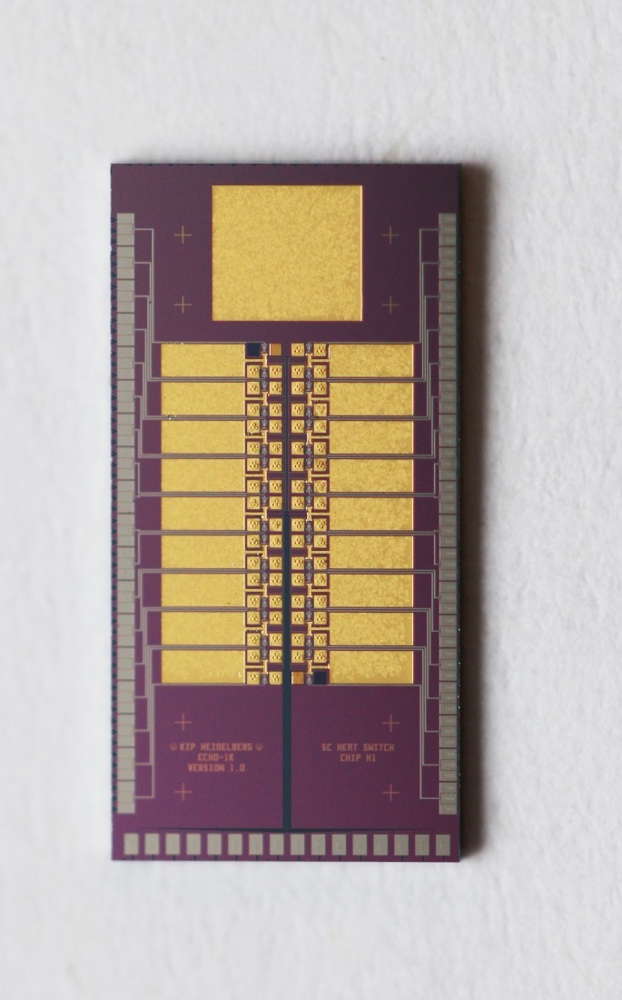 KIP HEIDELBERG
ECHO-1K
VERSION 1.0
SC HEAT SWITCH
CHIP H1